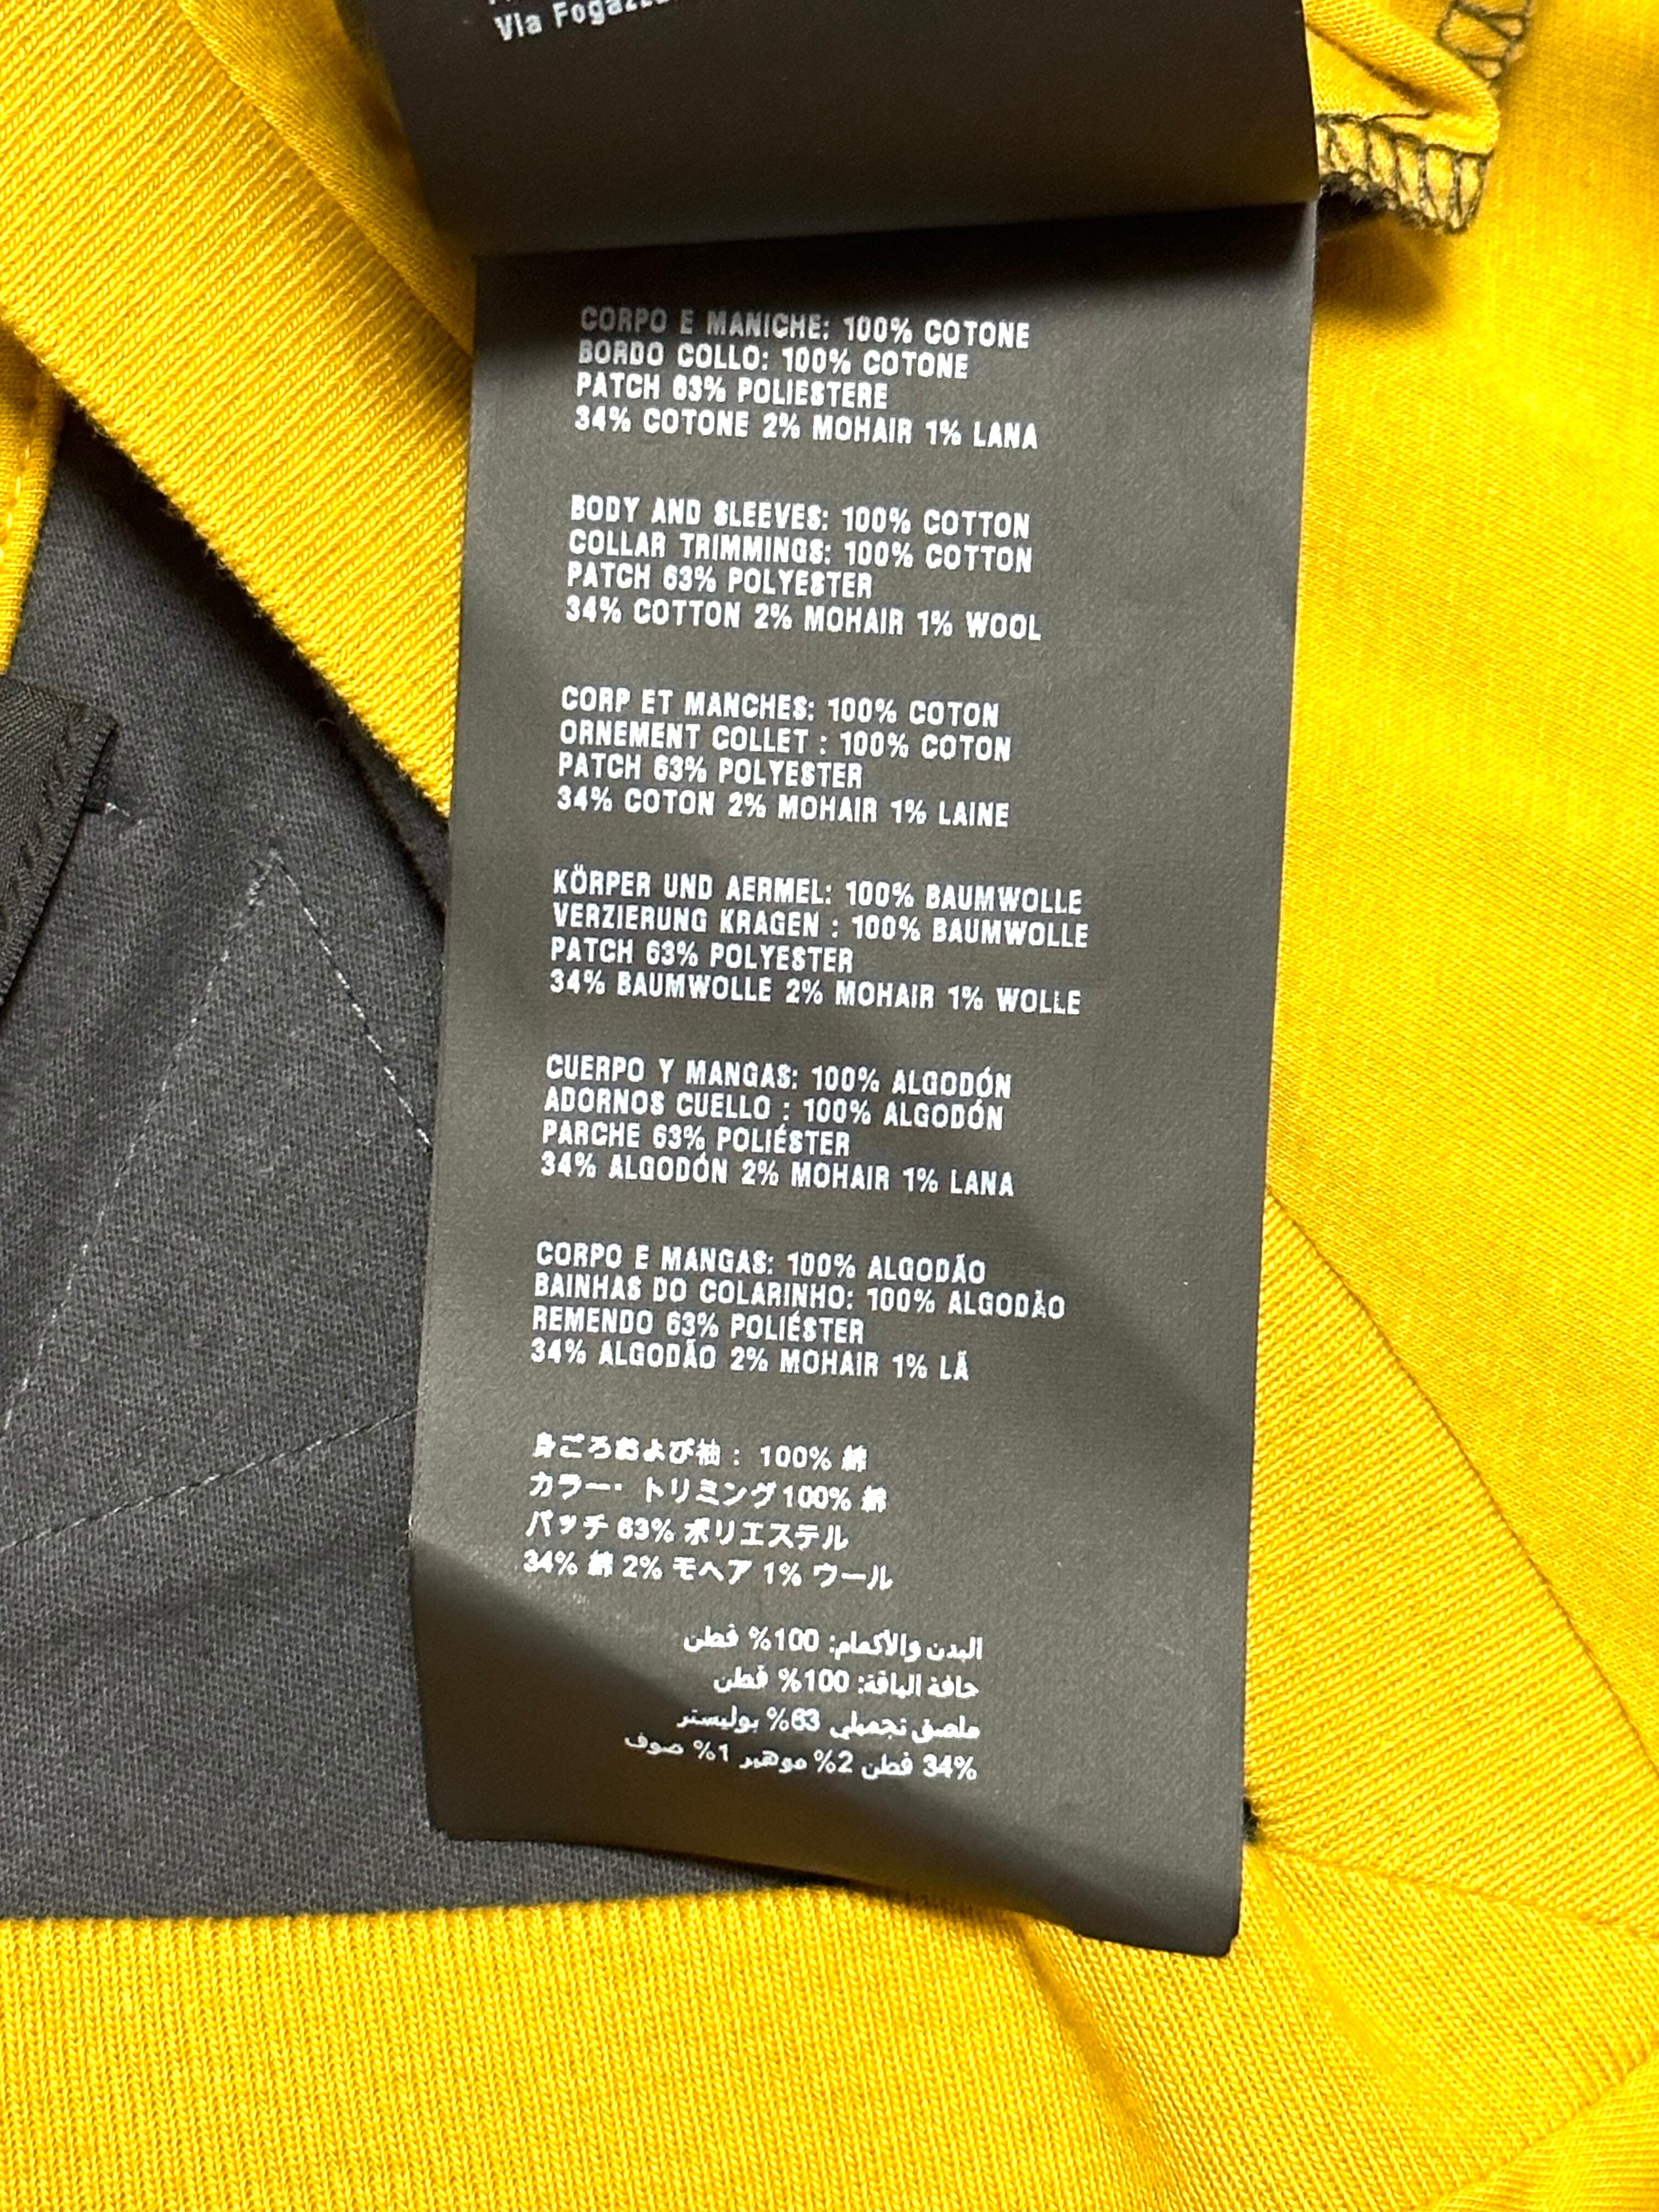 Via
CORPO E MANICHE: 100% COTONE
BORDO COLLO: 100% COTONE
PATCH 63% POLIESTERE
34% COTONE 2% MOHAIR 1% LANA
BODY AND SLEEVES: 100% COTTON
COLLAR TRIMMINGS: 100% COTTON
PATCH 63% POLYESTER
34% COTTON 2% MOHAIR 1% WOOL
CORP ET MANCHES: 100% COTON
ORNEMENT COLLET : 100% COTON
PATCH 63% POLYESTER
34% COTON 2% MOHAIR 1% LAINE
KÖRPER UND AERMEL: 100% BAUMWOLLE
VERZIERUNG KRAGEN : 100% BAUMWOLLE
PATCH 63% POLYESTER
34% BAUMWOLLE 2% MOHAIR 1% WOLLE
CUERPO Y MANGAS: 100% ALGODÓN
ADORNOS CUELLO : 100% ALGODÓN
PARCHE 63% POLIÉSTER
34% ALGODÓN 2% MOHAIR 1% LANA
CORPO E MANGAS: 100% ALGODÃO
BAINHAS DO COLARINHO: 100% ALGODÃO
REMENDO 63% POLIÉSTER
34% ALGODÃO 2% MOHAIR 1% LÃ
身ごろおよび袖 : 100% 綿
カラー・トリミング 100% 綿
パッチ 63% ポリエステル
34% 綿 2% モヘア 1% ウール
البدن والأكمام: 100% قطن
حافة الياقة: 100% قطن
ملصق تجميلي 63% بوليستر
34% قطن 2% موهير 1% صوف